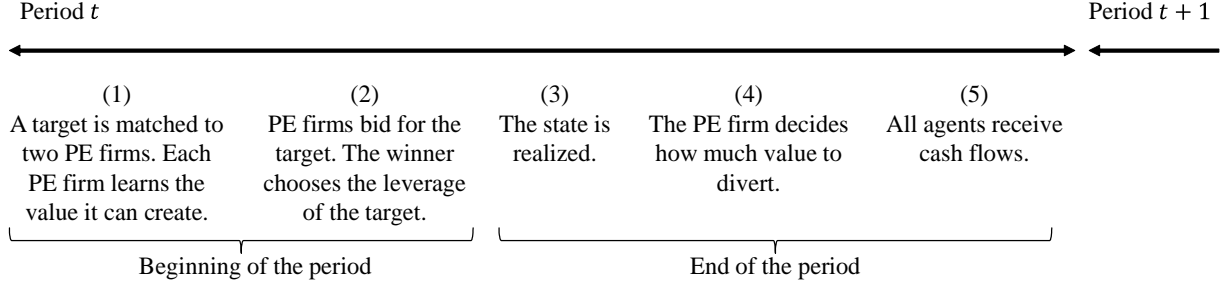 Period t
Period t + 1
(1)
A target is matched to
two PE firms. Each
PE firm learns the
value it can create.
(2)
PE firms bid for the
target. The winner
chooses the leverage
of the target.
(3)
The state is
realized.
(4)
The PE firm decides
how much value to
divert.
(5)
All agents receive
cash flows.
Beginning of the period
End of the period